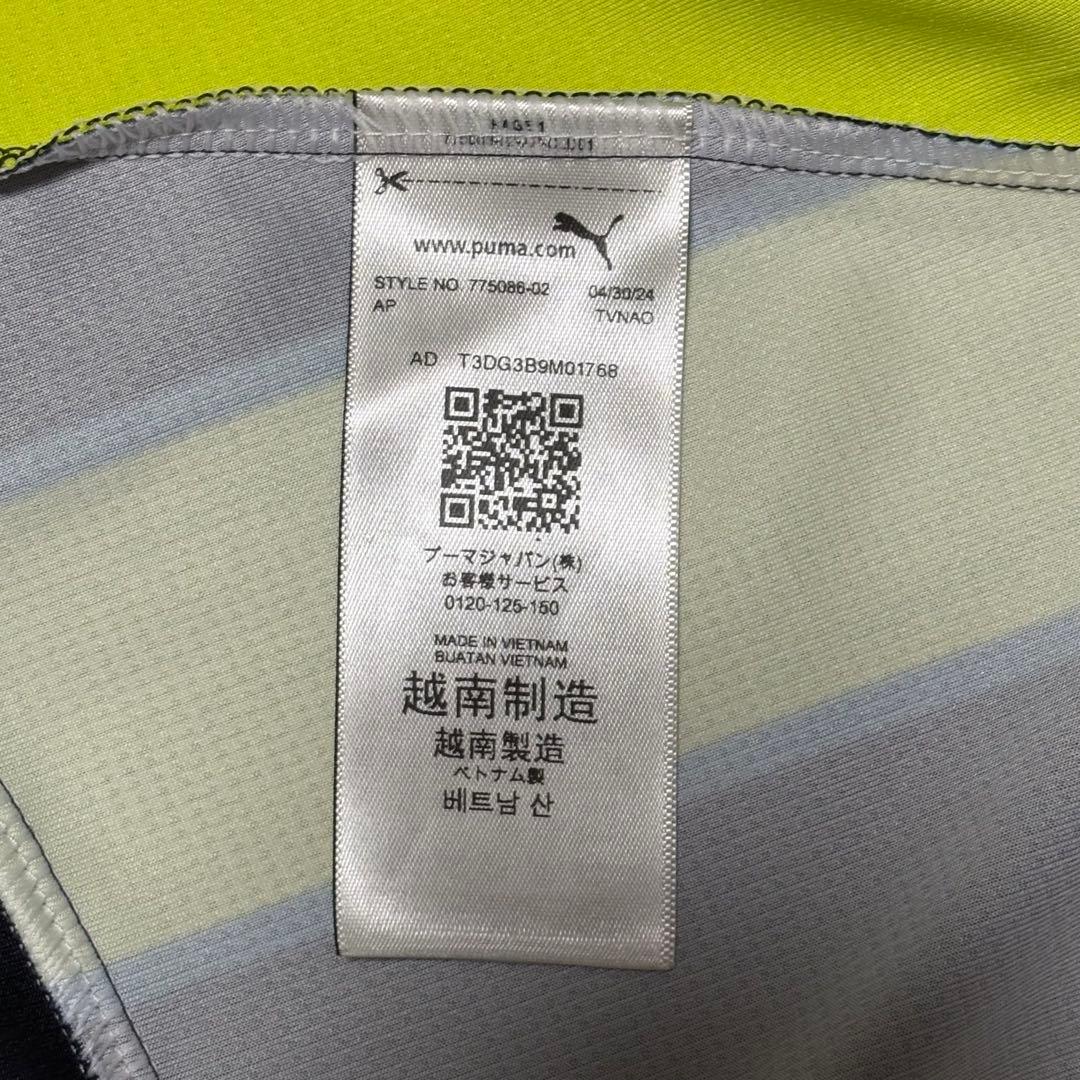 www.puma.com
STYLE NO. 775086-02 04/30/24
AP TVNAO
AD T3DG3B9M01768
プーマジャパン(株)
お客様サービス
0120-125-150
MADE IN VIETNAM
BUATAN VIETNAM
越南制造
越南製造
ベトナム製
베트남 산